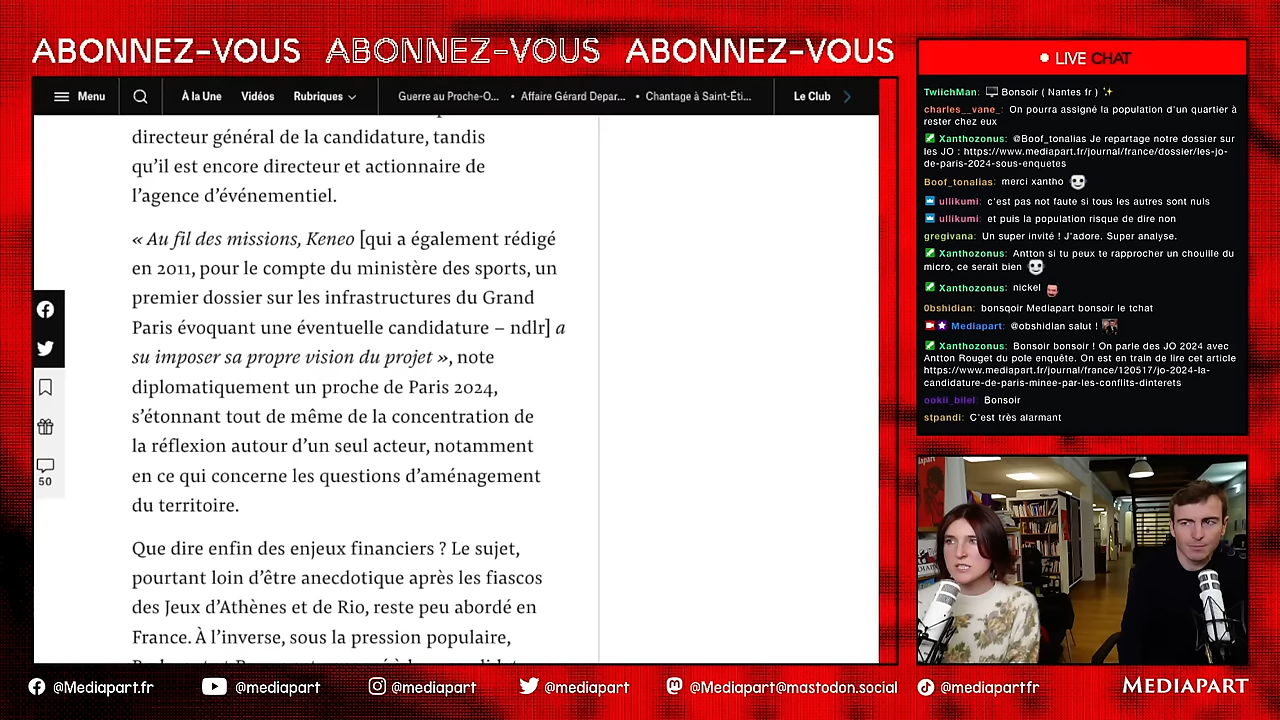 ABONNEZ-VOUS ABONNEZ-VOUS ABONNEZ-VOUS
Menu À la Une Vidéos Rubriques Guerre au Proche-O... • Affaire Gérard Depar... • Chantage à Saint-Éti... Le Club
directeur général de la candidature, tandis
qu’il est encore directeur et actionnaire de
l’agence d’événementiel.
« Au fil des missions, Keneo [qui a également rédigé
en 2011, pour le compte du ministère des sports, un
premier dossier sur les infrastructures du Grand
Paris évoquant une éventuelle candidature – ndlr] a
su imposer sa propre vision du projet », note
diplomatiquement un proche de Paris 2024,
s’étonnant tout de même de la concentration de
la réflexion autour d’un seul acteur, notamment
en ce qui concerne les questions d’aménagement
du territoire.
Que dire enfin des enjeux financiers ? Le sujet,
pourtant loin d’être anecdotique après les fiascos
des Jeux d’Athènes et de Rio, reste peu abordé en
France. À l’inverse, sous la pression populaire,
50
LIVE CHAT
TwiichMan: Bonsoir ( Nantes fr )
charles__vane_: On pourra assigné la population d'un quartier à
rester chez eux
Xanthozonus: @Boof_tonalias Je repartage notre dossier sur
les JO : https://www.mediapart.fr/journal/france/dossier/les-jo-
de-paris-2024-sous-enquetes
Boof_tonalias: merci xantho
ullikumi: c'est pas not faute si tous les autres sont nuls
ullikumi: et puis la population risque de dire non
gregivana: Un super invité ! J'adore. Super analyse.
Xanthozonus: Antton si tu peux te rapprocher un chouille du
micro, ce serait bien
Xanthozonus: nickel
0bshidian: bonsqoir Mediapart bonsoir le tchat
Mediapart: @obshidian salut !
Xanthozonus: Bonsoir bonsoir ! On parle des JO 2024 avec
Antton Rouget du pole enquête. On est en train de lire cet article
https://www.mediapart.fr/journal/france/120517/jo-2024-la-
candidature-de-paris-minee-par-les-conflits-dinterets
ookii_bilel: Bonsoir
stpandi: C'est très alarmant
@Mediapart.fr @mediapart @mediapart @mediapart @Mediapart@mastodon.social @mediapartfr MEDIAPART